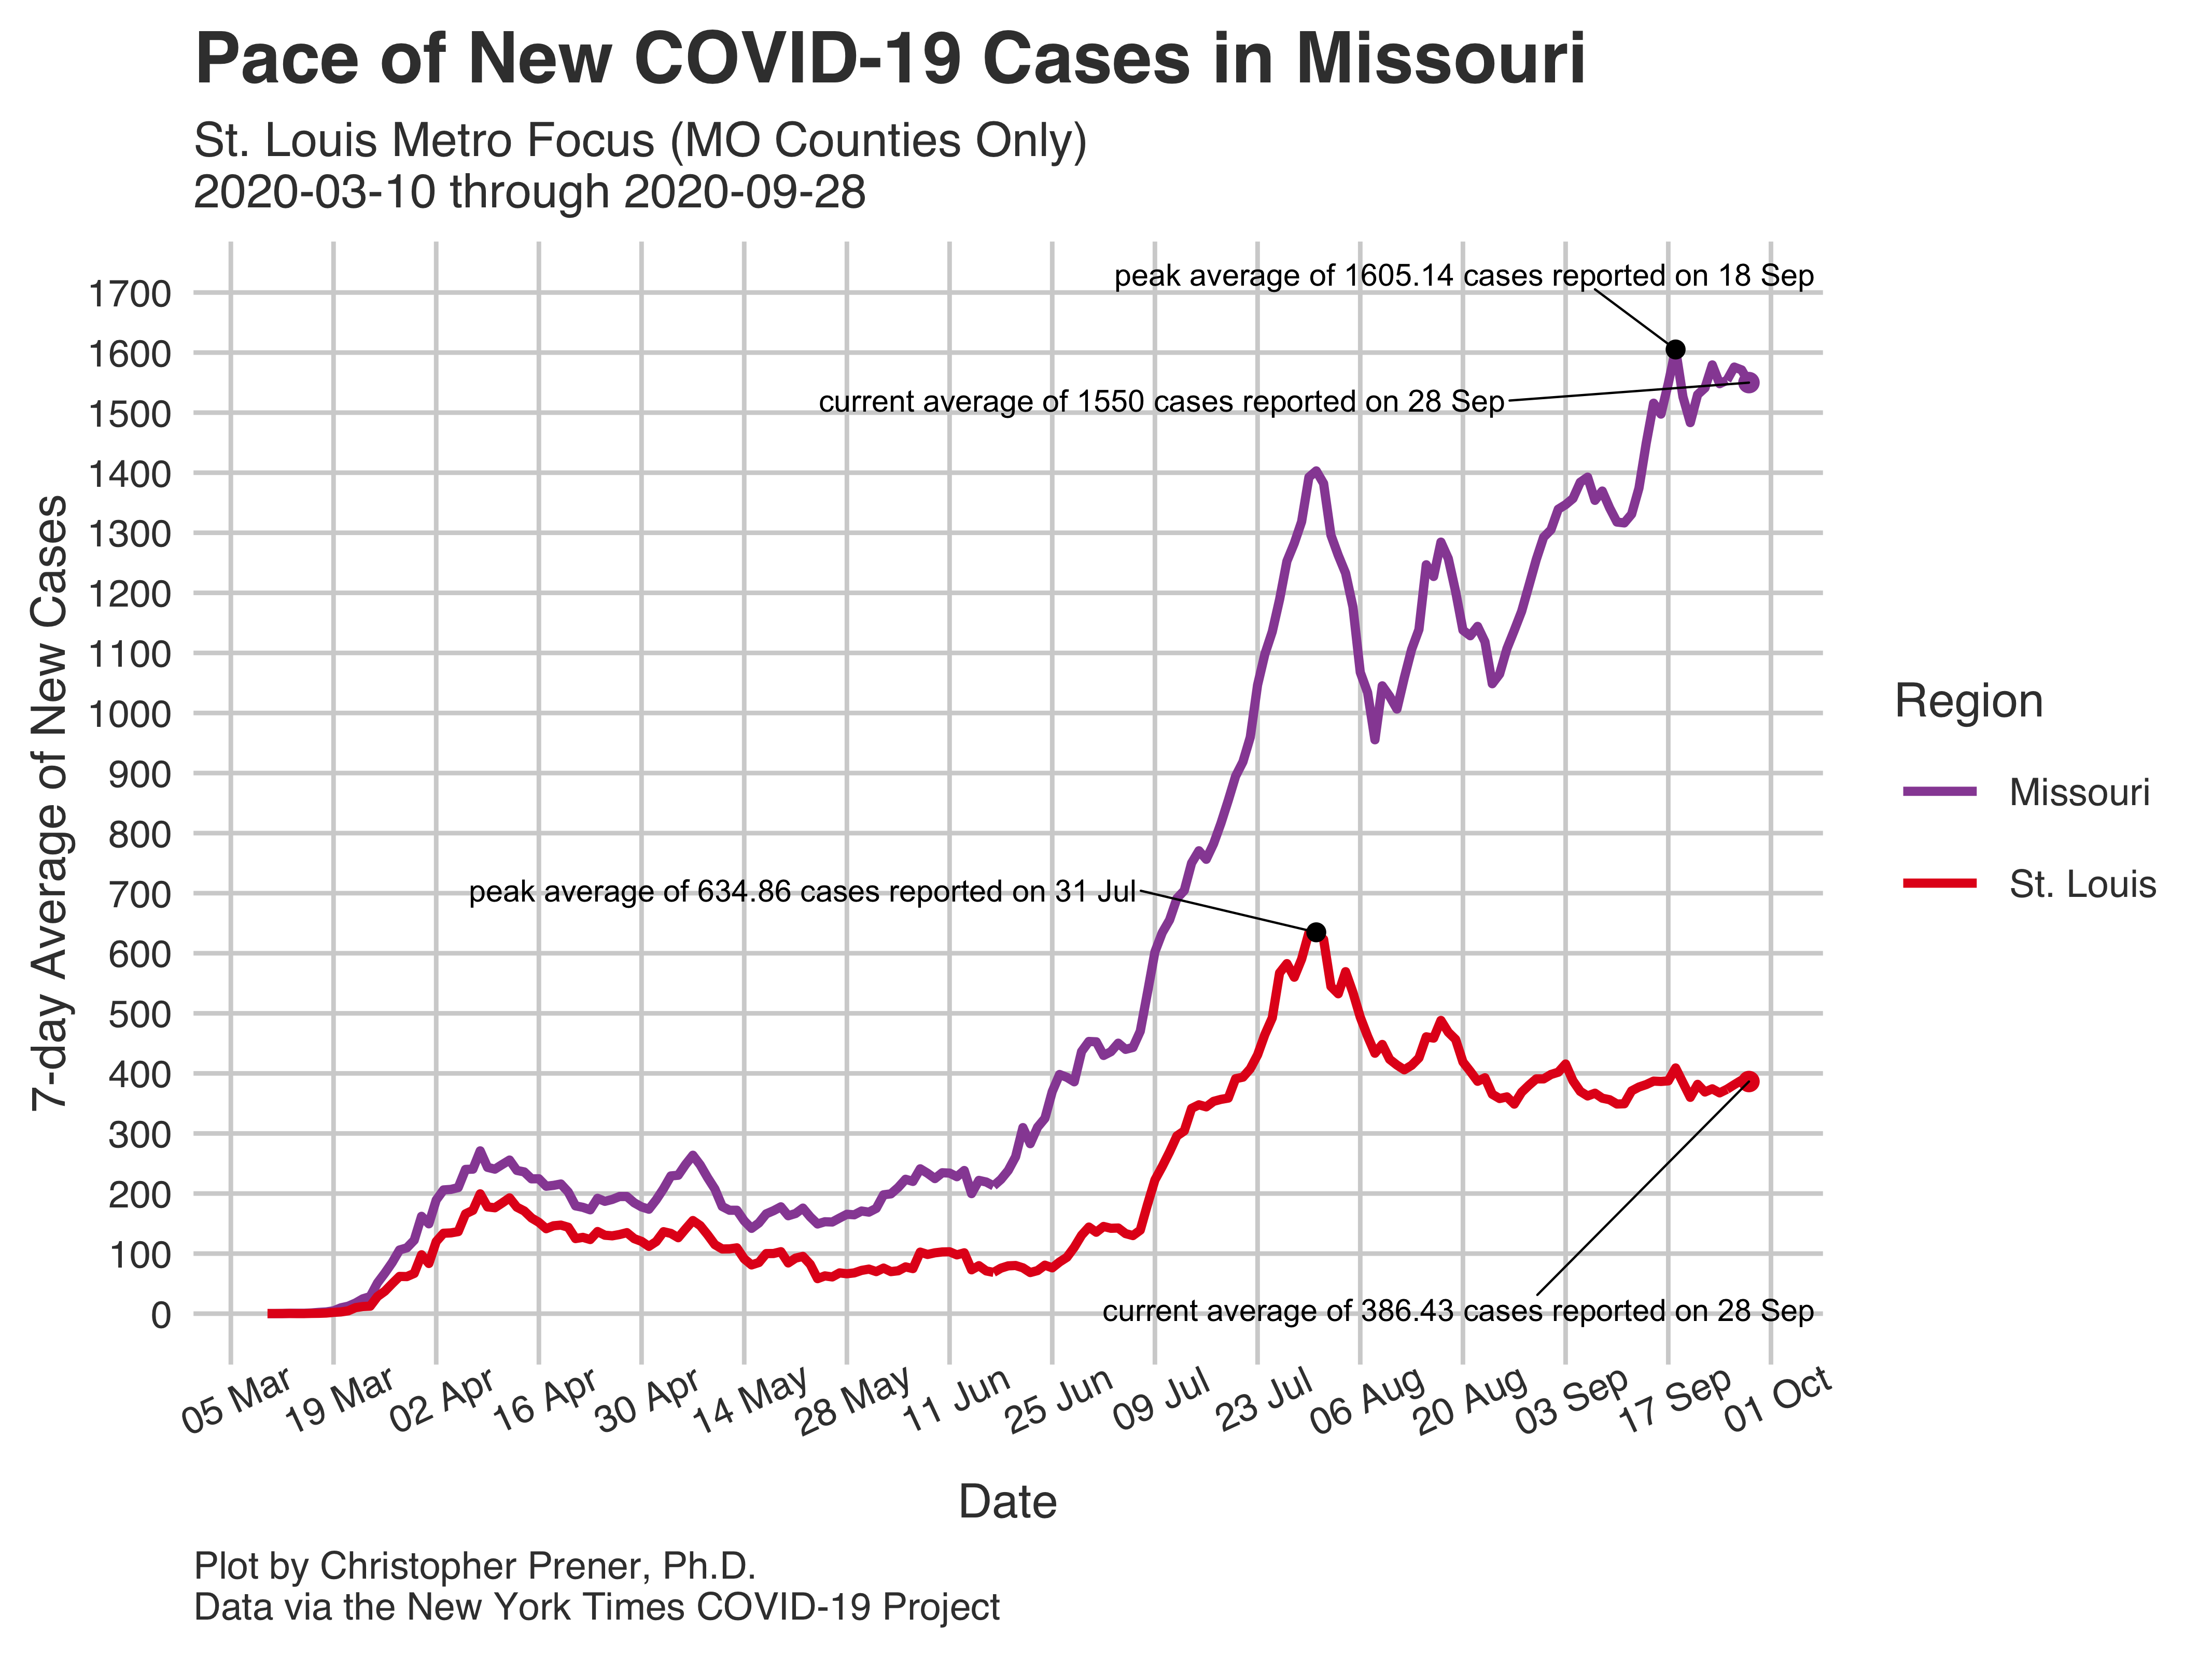 Pace of New COVID-19 Cases in Missouri
St. Louis Metro Focus (MO Counties Only)
2020-03-10 through 2020-09-28
7-day Average of New Cases
1700
1600
1500
1400
1300
1200
1100
1000
900
800
700
600
500
400
300
200
100
0
peak average of 1605.14 cases reported on 18 Sep
current average of 1550 cases reported on 28 Sep
peak average of 634.86 cases reported on 31 Jul
current average of 386.43 cases reported on 28 Sep
05 Mar
19 Mar
02 Apr
16 Apr
30 Apr
14 May
28 May
11 Jun
25 Jun
09 Jul
23 Jul
06 Aug
20 Aug
03 Sep
17 Sep
01 Oct
Date
Region
Missouri
St. Louis
Plot by Christopher Prener, Ph.D.
Data via the New York Times COVID-19 Project